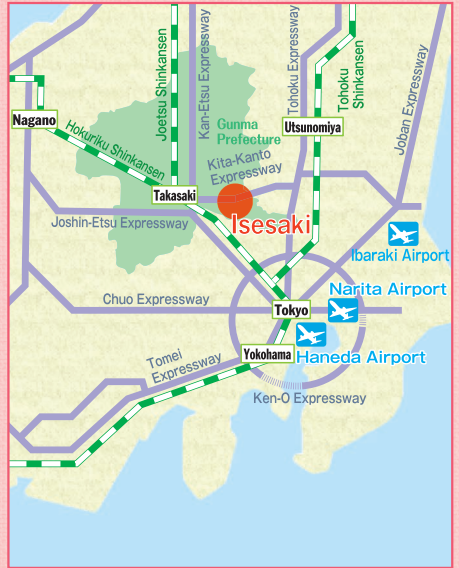 Joetsu Shinkansen
Kan-Etsu Expressway
Tohoku Expressway
Tohoku
Shinkansen
Joban Expressway
Nagano
Hokuriku Shinkansen
Gunma
Prefecture
Utsunomiya
Kita-Kanto
Expressway
Takasaki
Isesaki
Joshin-Etsu Expressway
Ibaraki Airport
Narita Airport
Chuo Expressway
Tokyo
Tomei
Expressway
Yokohama
Haneda Airport
Ken-O Expressway